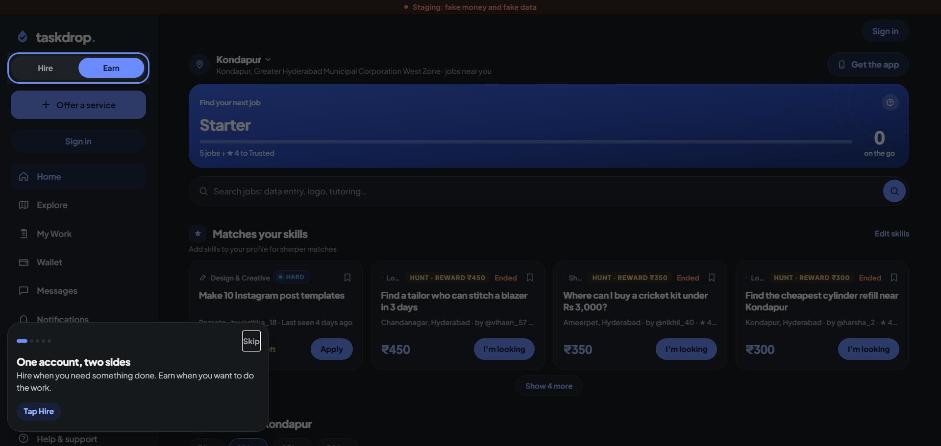 Staging: fake money and fake data
taskdrop.
Hire
Earn
Offer a service
Sign in
Home
Explore
My Work
Wallet
Messages
Notifications
Help & support
Sign in
Kondapur
Kondapur, Greater Hyderabad Municipal Corporation West Zone · jobs near you
Get the app
Find your next job
Starter
5 jobs · ★ 4 to Trusted
0
on the go
Search jobs: data entry, logo, tutoring...
Matches your skills
Edit skills
Add skills to your profile for sharper matches
Design & Creative
HARD
Make 10 Instagram post templates
· Last seen 4 days ago
Apply
Lo...
HUNT · REWARD ₹450
Ended
Find a tailor who can stitch a blazer
in 3 days
Chandanagar, Hyderabad · by @vihaan_57 ...
₹450
I'm looking
Sh...
HUNT · REWARD ₹350
Ended
Where can I buy a cricket kit under
Rs 3,000?
Ameerpet, Hyderabad · by @nikhil_40 · ★ 4...
₹350
I'm looking
Lo...
HUNT · REWARD ₹300
Ended
Find the cheapest cylinder refill near
Kondapur
Kondapur, Hyderabad · by @harsha_2 · ★ 4...
₹300
I'm looking
Show 4 more
Skip
One account, two sides
Hire when you need something done. Earn when you want to do
the work.
Tap Hire